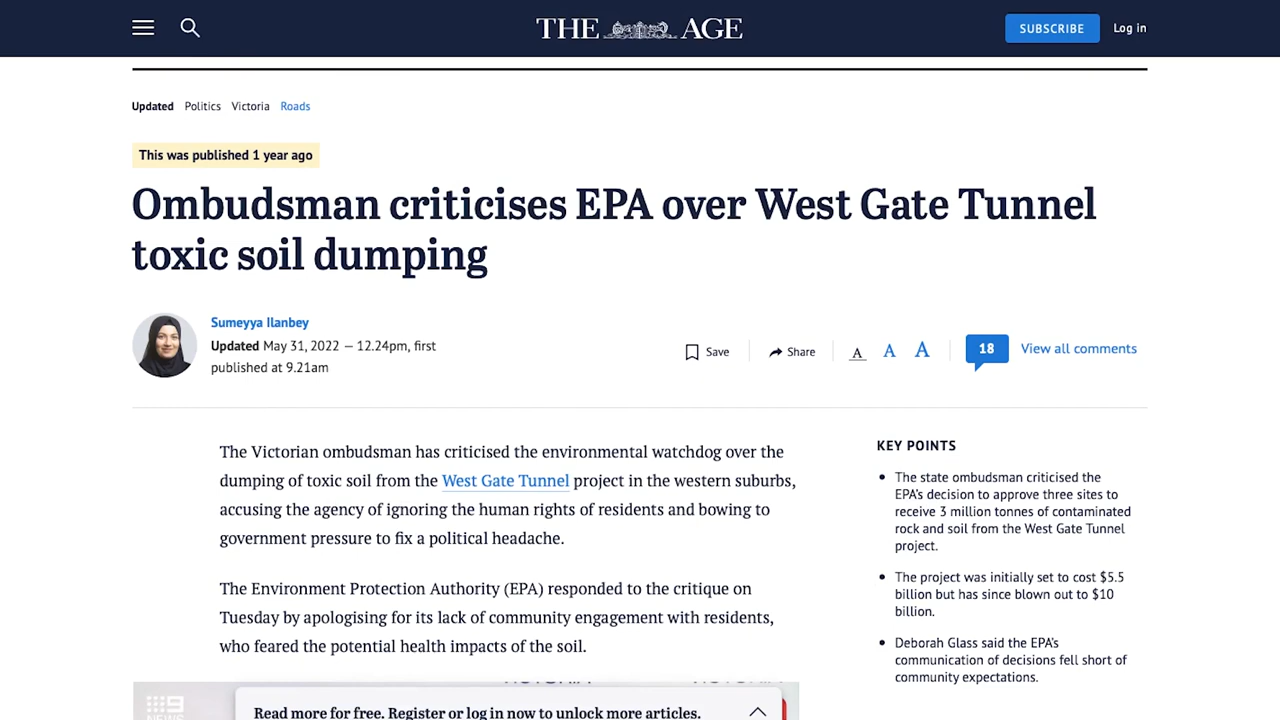 THE AGE
SUBSCRIBE
Log in
Updated Politics Victoria Roads
This was published 1 year ago
Ombudsman criticises EPA over West Gate Tunnel
toxic soil dumping
Sumeyya Ilanbey
Updated May 31, 2022 — 12.24pm, first
published at 9.21am
Save
Share
A A A
18
View all comments
The Victorian ombudsman has criticised the environmental watchdog over the
dumping of toxic soil from the West Gate Tunnel project in the western suburbs,
accusing the agency of ignoring the human rights of residents and bowing to
government pressure to fix a political headache.
The Environment Protection Authority (EPA) responded to the critique on
Tuesday by apologising for its lack of community engagement with residents,
who feared the potential health impacts of the soil.
KEY POINTS
The state ombudsman criticised the
EPA's decision to approve three sites to
receive 3 million tonnes of contaminated
rock and soil from the West Gate Tunnel
project.
The project was initially set to cost $5.5
billion but has since blown out to $10
billion.
Deborah Glass said the EPA's
communication of decisions fell short of
community expectations.
9
NEWS
Read more for free. Register or log in now to unlock more articles.